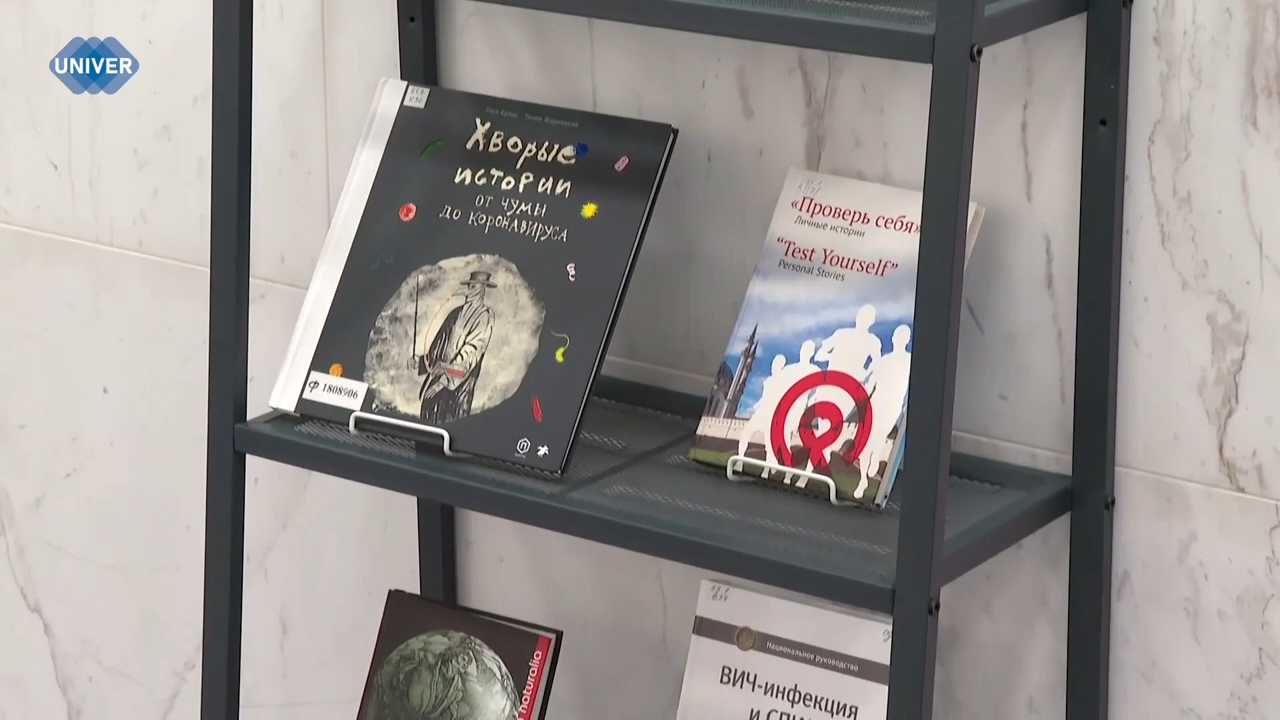 UNIVER
Хворые
истории
от чумы
до коронавируса
ф 1808906
«Проверь себя»
Личные истории
"Test Yourself"
Personal Stories
naturalia
Национальное руководство
ВИЧ-инфекция
и